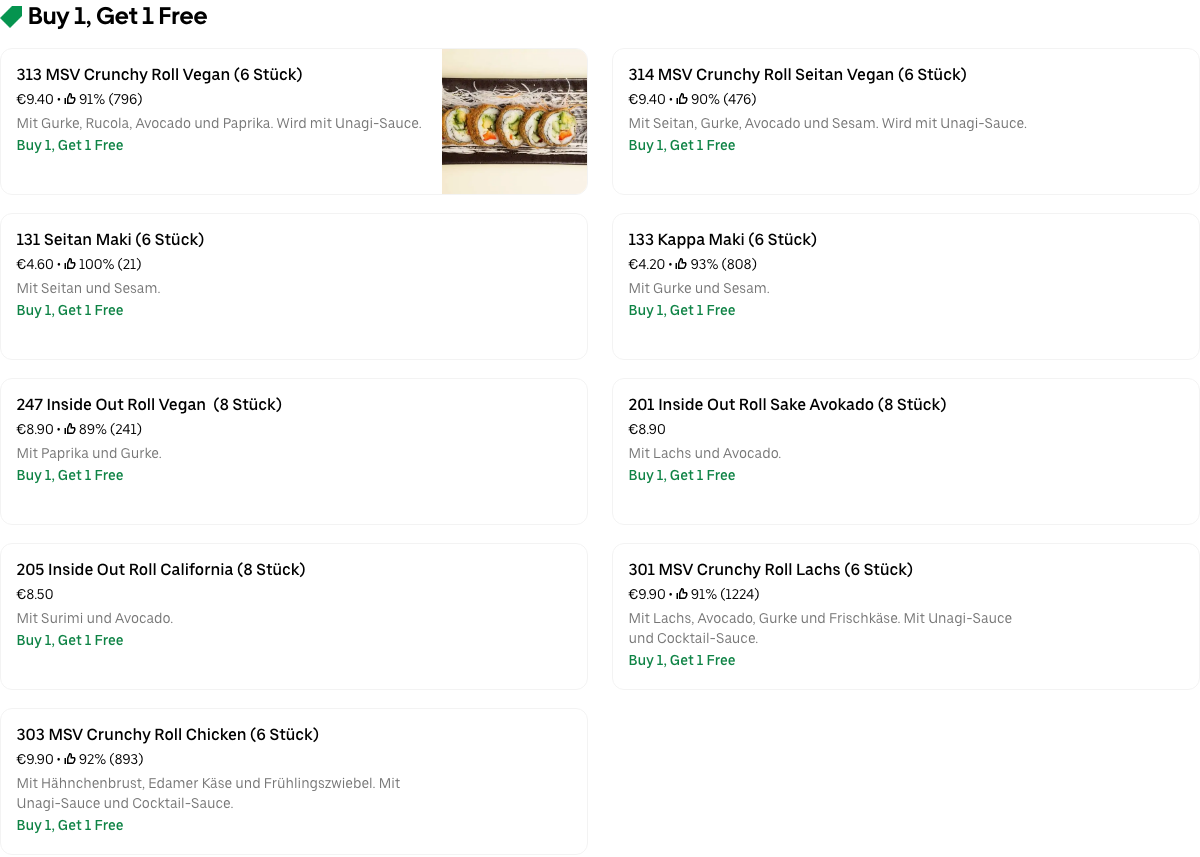 Buy 1, Get 1 Free
313 MSV Crunchy Roll Vegan (6 Stück)
€9.40 • 91% (796)
Mit Gurke, Rucola, Avocado und Paprika. Wird mit Unagi-Sauce.
Buy 1, Get 1 Free
314 MSV Crunchy Roll Seitan Vegan (6 Stück)
€9.40 • 90% (476)
Mit Seitan, Gurke, Avocado und Sesam. Wird mit Unagi-Sauce.
Buy 1, Get 1 Free
131 Seitan Maki (6 Stück)
€4.60 • 100% (21)
Mit Seitan und Sesam.
Buy 1, Get 1 Free
133 Kappa Maki (6 Stück)
€4.20 • 93% (808)
Mit Gurke und Sesam.
Buy 1, Get 1 Free
247 Inside Out Roll Vegan  (8 Stück)
€8.90 • 89% (241)
Mit Paprika und Gurke.
Buy 1, Get 1 Free
201 Inside Out Roll Sake Avokado (8 Stück)
€8.90
Mit Lachs und Avocado.
Buy 1, Get 1 Free
205 Inside Out Roll California (8 Stück)
€8.50
Mit Surimi und Avocado.
Buy 1, Get 1 Free
301 MSV Crunchy Roll Lachs (6 Stück)
€9.90 • 91% (1224)
Mit Lachs, Avocado, Gurke und Frischkäse. Mit Unagi-Sauce
und Cocktail-Sauce.
Buy 1, Get 1 Free
303 MSV Crunchy Roll Chicken (6 Stück)
€9.90 • 92% (893)
Mit Hähnchenbrust, Edamer Käse und Frühlingszwiebel. Mit
Unagi-Sauce und Cocktail-Sauce.
Buy 1, Get 1 Free